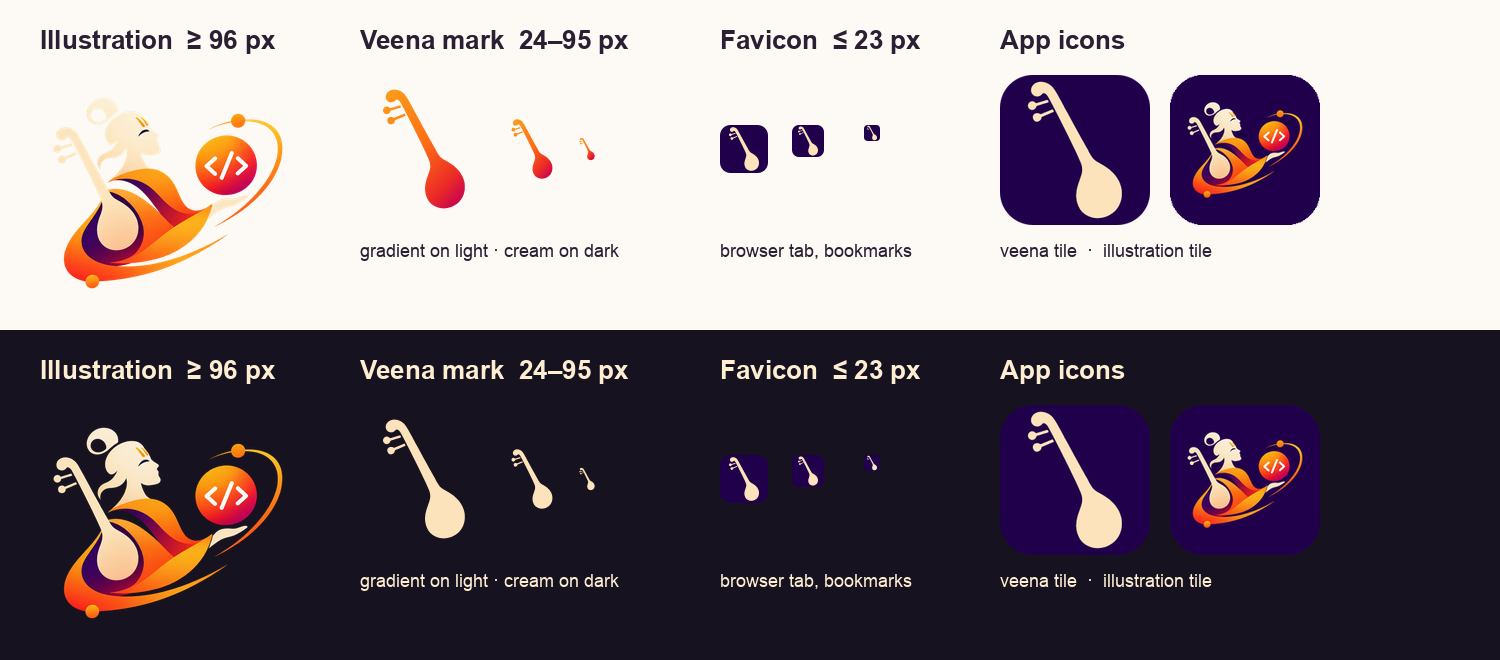 Illustration ≥ 96 px
Veena mark 24–95 px
Favicon ≤ 23 px
App icons
</>
</>
gradient on light · cream on dark
browser tab, bookmarks
veena tile · illustration tile
Illustration ≥ 96 px
Veena mark 24–95 px
Favicon ≤ 23 px
App icons
</>
</>
gradient on light · cream on dark
browser tab, bookmarks
veena tile · illustration tile